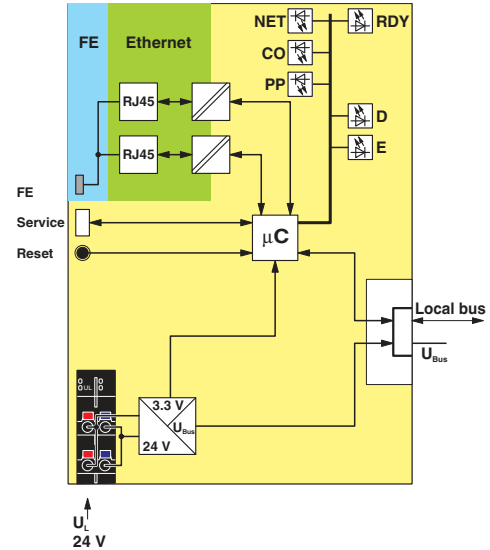 FE Ethernet
NET RDY
CO
PP
RJ45
D
RJ45
E
FE
Service
μC
Reset
Local bus
U Bus
UL
3.3 V
U Bus
24 V
U L
24 V